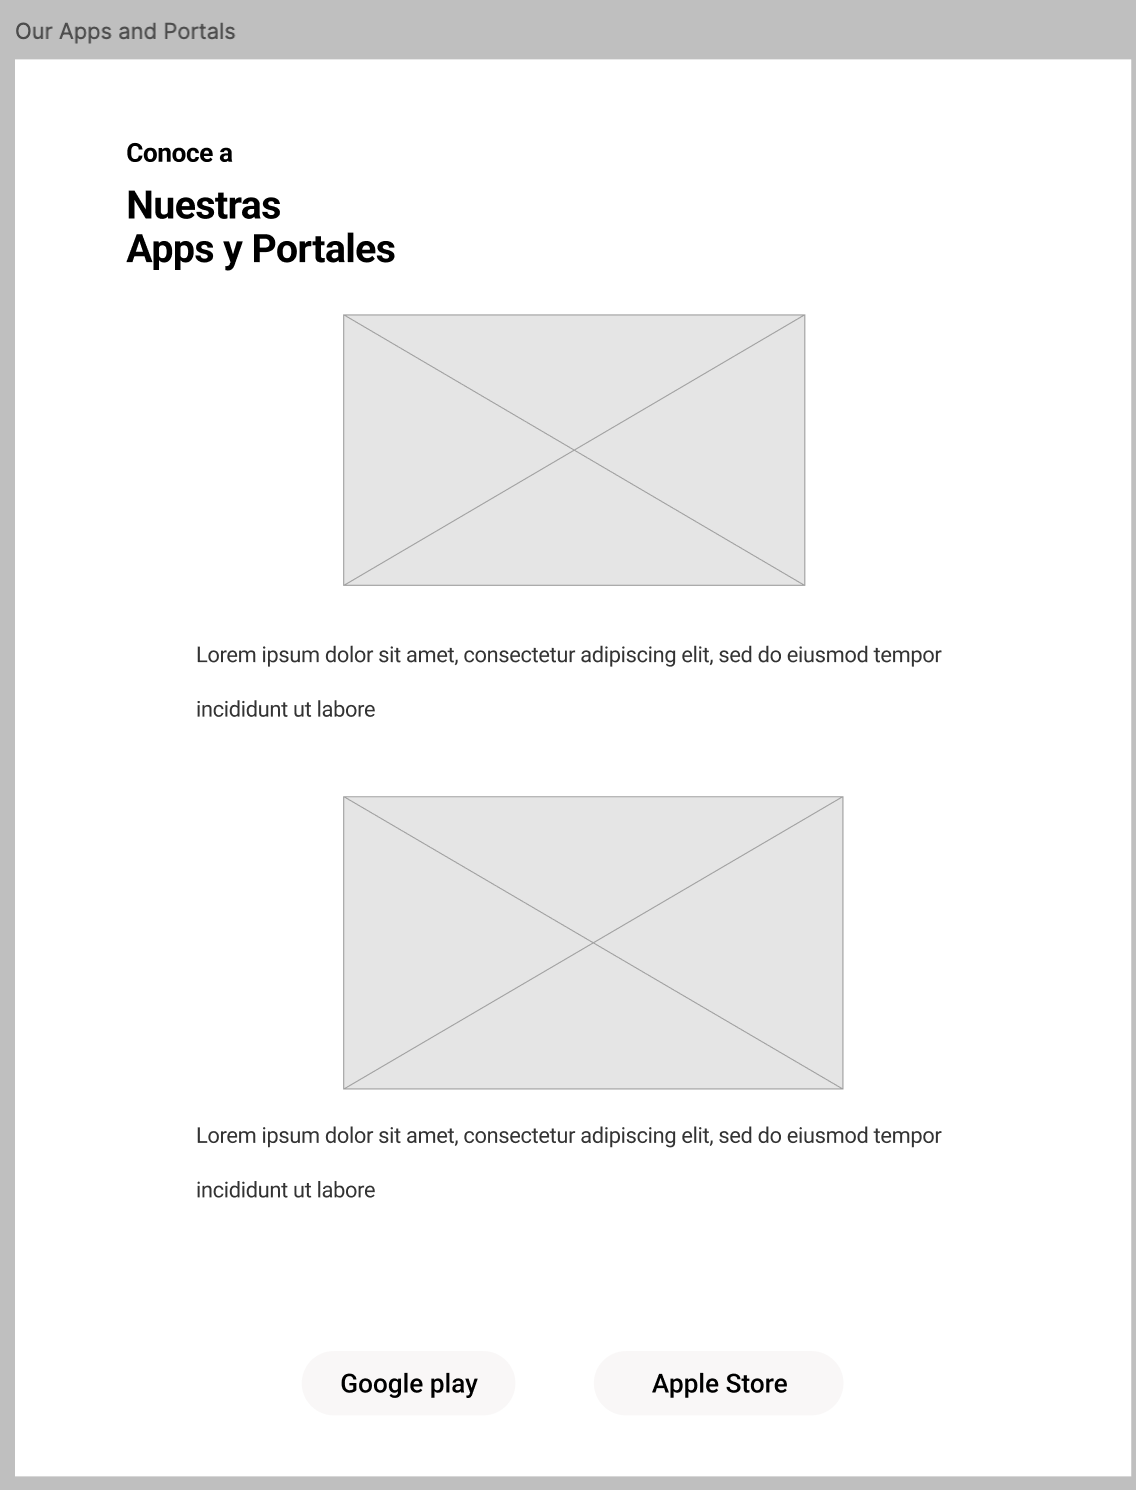 Our Apps and Portals
Conoce a
Nuestras
Apps y Portales
Lorem ipsum dolor sit amet, consectetur adipiscing elit, sed do eiusmod tempor
incididunt ut labore
Lorem ipsum dolor sit amet, consectetur adipiscing elit, sed do eiusmod tempor
incididunt ut labore
Google play
Apple Store